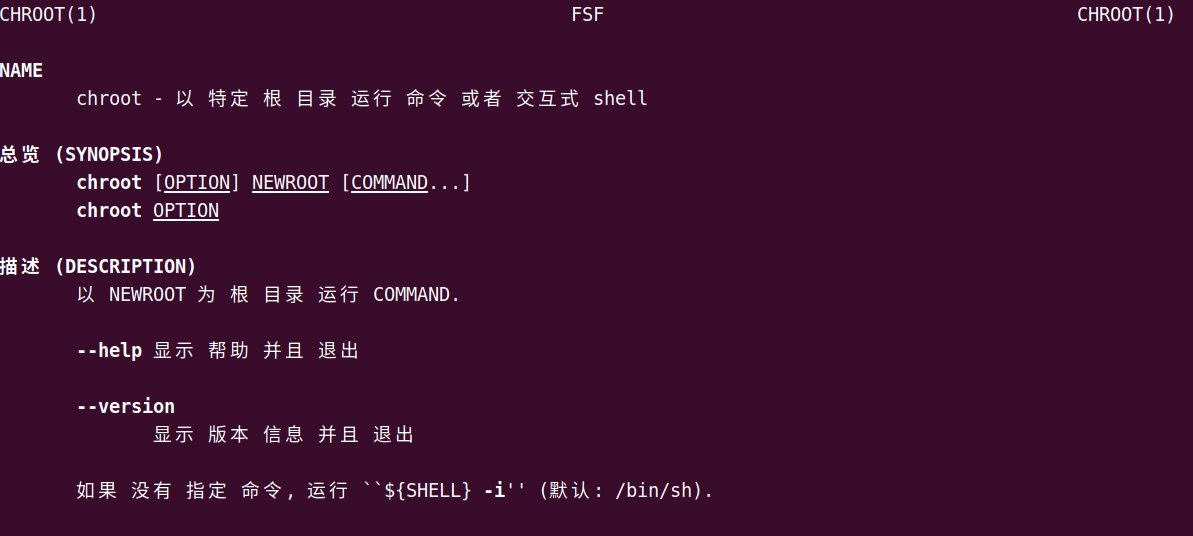 CHROOT(1) FSF CHROOT(1)
NAME
chroot - 以 特定 根 目录 运行 命令 或者 交互式 shell
总览 (SYNOPSIS)
chroot [OPTION] NEWROOT [COMMAND...]
chroot OPTION
描述 (DESCRIPTION)
以 NEWROOT 为 根 目录 运行 COMMAND.
--help 显示 帮助 并且 退出
--version
显示 版本 信息 并且 退出
如果 没有 指定 命令, 运行 ``${SHELL} -i'' (默认: /bin/sh).